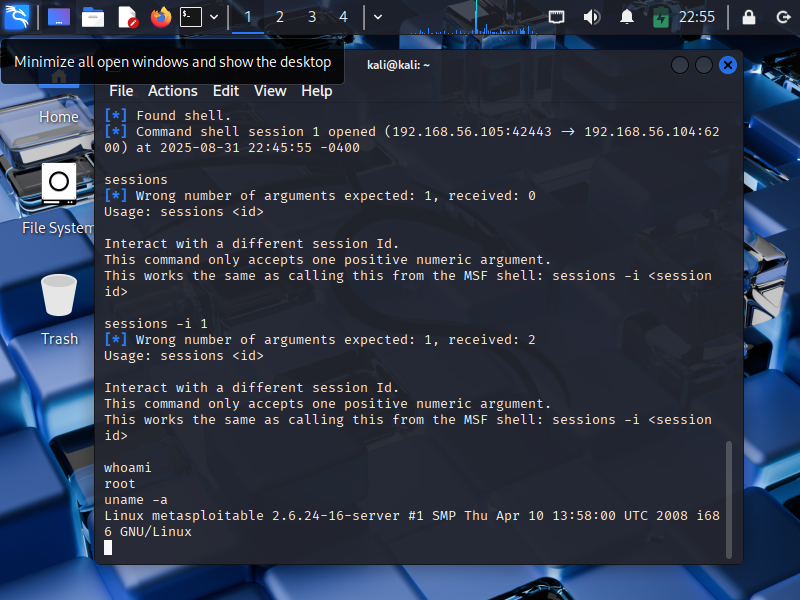 1 2 3 4 22:55
Minimize all open windows and show the desktop
kali@kali: ~
File Actions Edit View Help
Home
File System
Trash
[*] Found shell.
[*] Command shell session 1 opened (192.168.56.105:42443 → 192.168.56.104:62
00) at 2025-08-31 22:45:55 -0400
sessions
[*] Wrong number of arguments expected: 1, received: 0
Usage: sessions <id>
Interact with a different session Id.
This command only accepts one positive numeric argument.
This works the same as calling this from the MSF shell: sessions -i <session
id>
sessions -i 1
[*] Wrong number of arguments expected: 1, received: 2
Usage: sessions <id>
Interact with a different session Id.
This command only accepts one positive numeric argument.
This works the same as calling this from the MSF shell: sessions -i <session
id>
whoami
root
uname -a
Linux metasploitable 2.6.24-16-server #1 SMP Thu Apr 10 13:58:00 UTC 2008 i68
6 GNU/Linux